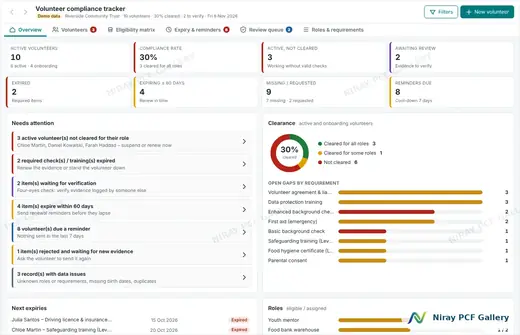 Volunteer compliance tracker
Demo data · Riverside Community Trust · 10 volunteers · 30% cleared · 2 to verify · Fri 6 Nov 2026
Filters
+ New volunteer
Overview
Volunteers 3
Eligibility matrix
Expiry & reminders 6
Review queue 2
Roles & requirements
ACTIVE VOLUNTEERS
10
6 active · 4 onboarding
COMPLIANCE RATE
30%
3 cleared for all roles
ACTIVE, NOT CLEARED
3
Working without valid checks
AWAITING REVIEW
2
Evidence to verify
EXPIRED
2
Required items
EXPIRING ≤ 60 DAYS
4
Renew in time
MISSING / REQUESTED
9
7 missing · 2 requested
REMINDERS DUE
8
Cool-down 7 days
Needs attention
3 active volunteer(s) not cleared for their role
Chloe Martin, Daniel Kowalski, Farah Haddad – suspend or renew now
2 required check(s) / training(s) expired
Renew the evidence or stand the volunteer down
2 item(s) waiting for verification
Four-eyes check: verify evidence logged by someone else
4 item(s) expire within 60 days
Send renewal reminders before they lapse
8 volunteer(s) due a reminder
Nothing sent in the last 7 days
1 item(s) rejected and waiting for new evidence
Ask the volunteer to send it again
3 record(s) with data issues
Unknown roles or requirements, missing birth dates, duplicates
Clearance active and onboarding volunteers
30%
cleared
Cleared for all roles 3
Cleared for some roles 1
Not cleared 6
OPEN GAPS BY REQUIREMENT
Volunteer agreement & lia... 3
Data protection training 3
Enhanced background che... 2
First aid (emergency) 2
Basic background check 1
Safeguarding training (Lev... 1
Food hygiene certificate (L... 1
Parental consent 1
Next expiries
Julia Santos – Driving licence & insurance... 15 Oct 2026 Expired
Chloe Martin – Safeguarding training (Lev... 20 Oct 2026 Expired
Roles eligible / assigned
Youth mentor
Food bank warehouse
Niray PCF Gallery